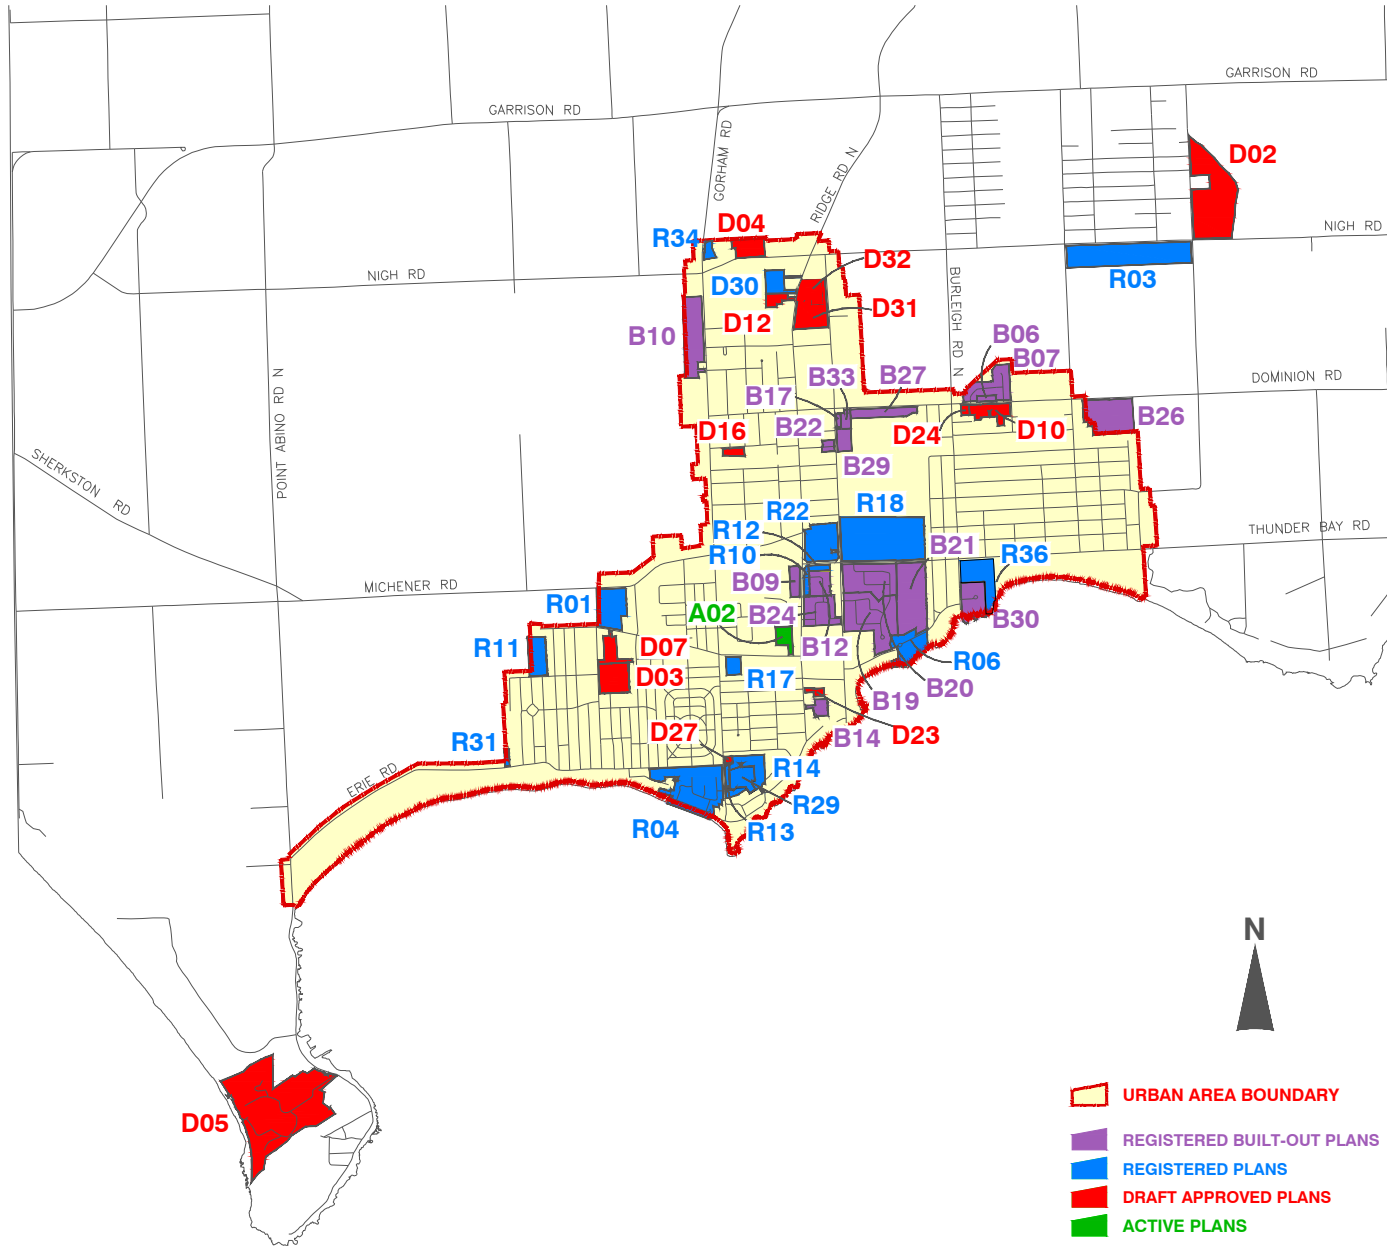 GARRISON RD
GARRISON RD
GORHAM RD
RIDGE RD N
D02
R34
D04
NIGH RD
NIGH RD
D32
D30
R03
D31
D12
B10
BURLEIGH RD N
B06
B07
B33
B27
DOMINION RD
B17
B26
B22
D16
D24
D10
B29
POINT ABINO RD N
SHERKSTON RD
R18
R22
R12
THUNDER BAY RD
B21
R10
R36
MICHENER RD
B09
R01
A02
B24
B30
R11
D07
B12
R06
D03
R17
B20
B19
D27
D23
B14
R31
R14
ERIE RD
R29
R04
R13
N
D05
URBAN AREA BOUNDARY
REGISTERED BUILT-OUT PLANS
REGISTERED PLANS
DRAFT APPROVED PLANS
ACTIVE PLANS